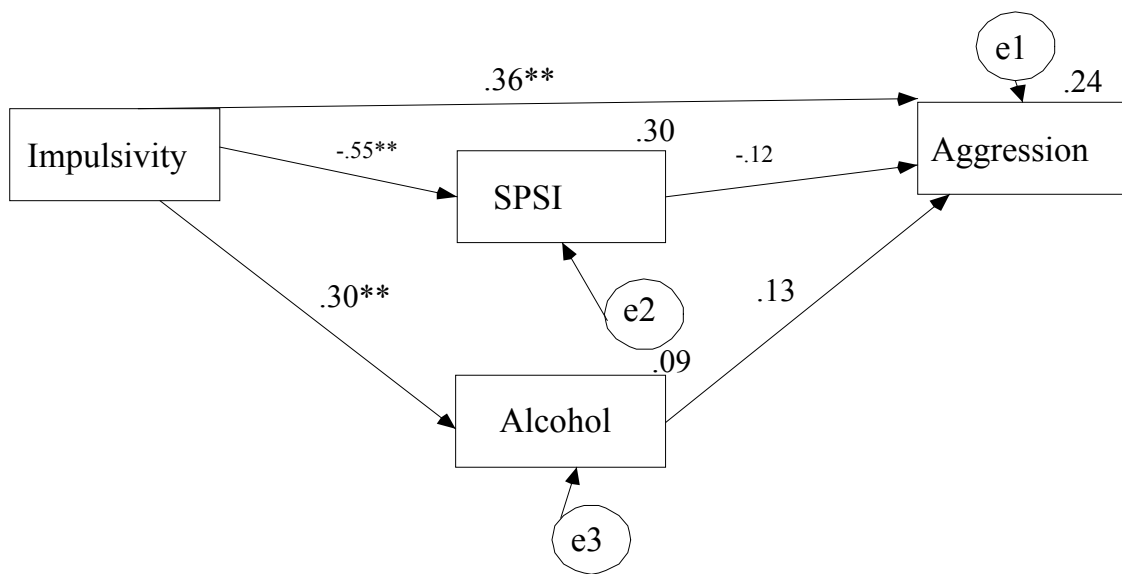 e1
.36**
.24
Impulsivity
-.55**
.30
-.12
Aggression
SPSI
.30**
e2
.13
.09
Alcohol
e3